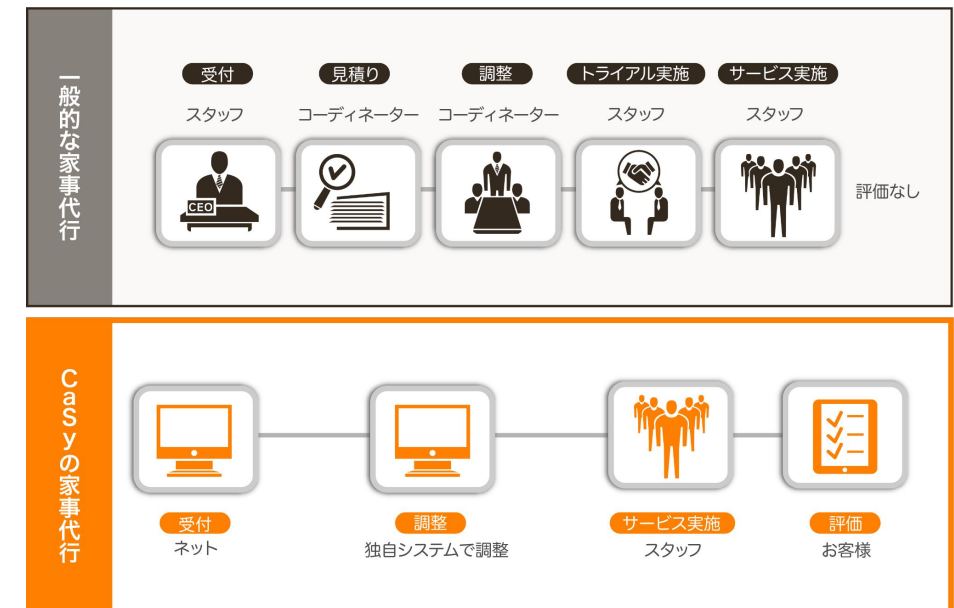 一般的な家事代行
受付
見積り
調整
トライアル実施
サービス実施
スタッフ
コーディネーター
コーディネーター
スタッフ
スタッフ
CEO
評価なし
CaSyの家事代行
受付
調整
サービス実施
評価
ネット
独自システムで調整
スタッフ
お客様